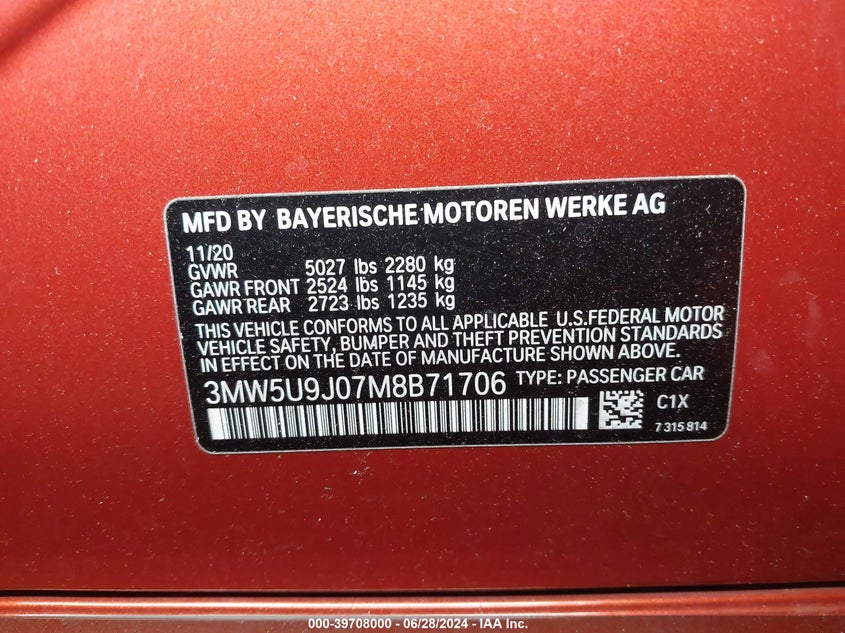 MFD BY BAYERISCHE MOTOREN WERKE AG
11/20
GVWR 5027 lbs 2280 kg
GAWR FRONT 2524 lbs 1145 kg
GAWR REAR 2723 lbs 1235 kg
THIS VEHICLE CONFORMS TO ALL APPLICABLE U.S.FEDERAL MOTOR
VEHICLE SAFETY, BUMPER AND THEFT PREVENTION STANDARDS
IN EFFECT ON THE DATE OF MANUFACTURE SHOWN ABOVE.
3MW5U9J07M8B71706 TYPE: PASSENGER CAR
C1X
7 315 814
000-39708000 - 06/28/2024 - IAA Inc.